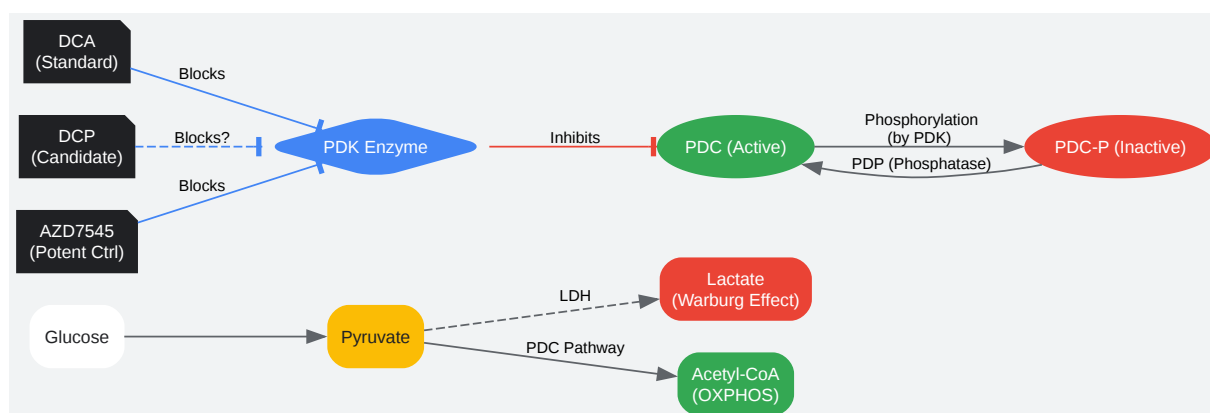 DCA
(Standard)
Blocks
DCP
(Candidate)
Blocks?
PDK Enzyme
Inhibits
PDC (Active)
Phosphorylation
(by PDK)
PDP (Phosphatase)
PDC-P (Inactive)
Blocks
AZD7545
(Potent Ctrl)
Lactate
(Warburg Effect)
LDH
Glucose
Pyruvate
PDC Pathway
Acetyl-CoA
(OXPHOS)